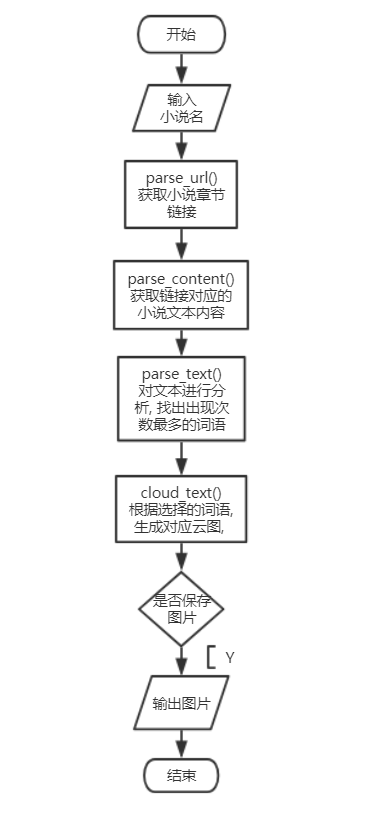 开始
输入
小说名
parse_url()
获取小说章节
链接
parse_content()
获取链接对应的
小说文本内容
parse_text()
对文本进行分
析, 找出出现次
数最多的词语
cloud_text()
根据选择的词语,
生成对应云图,
是否保存
图片
Y
输出图片
结束